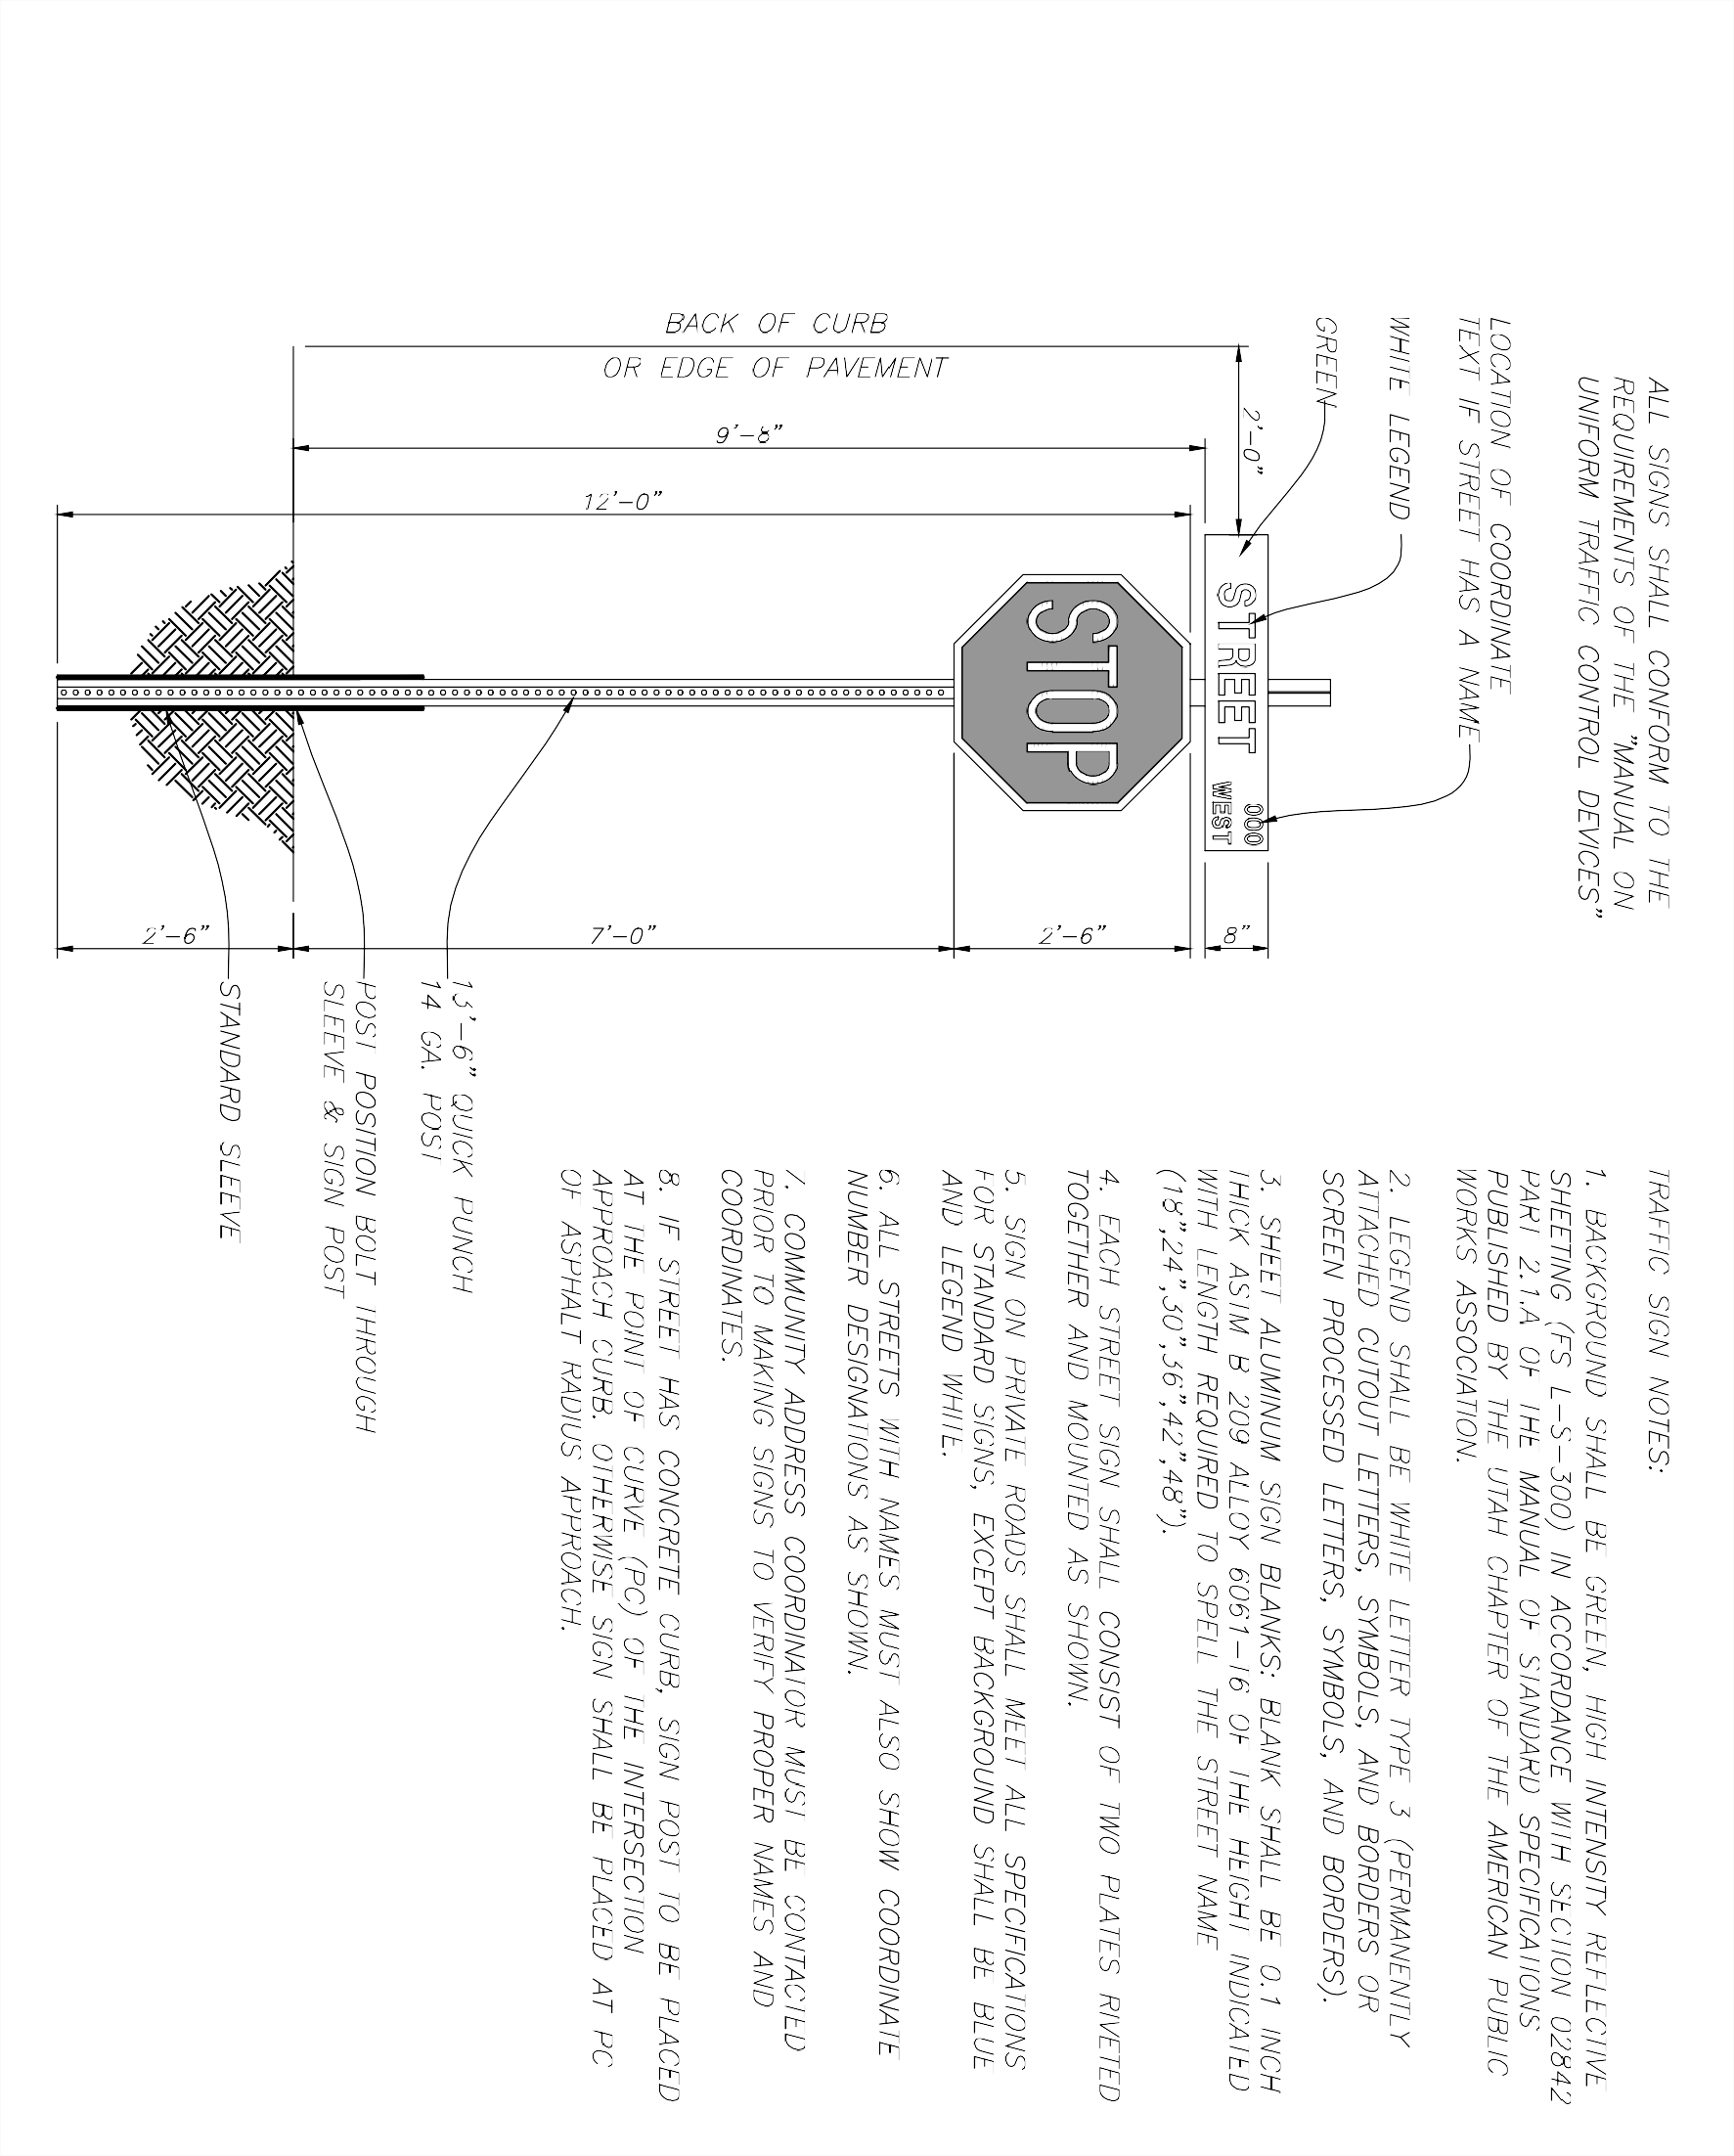 ALL SIGNS SHALL CONFORM TO THE
REQUIREMENTS OF THE "MANUAL ON
UNIFORM TRAFFIC CONTROL DEVICES"
LOCATION OF COORDINATE
TEXT IF STREET HAS A NAME
WHITE LEGEND
GREEN
2'-0"
STREET
000
WEST
8"
STOP
BACK OF CURB
OR EDGE OF PAVEMENT
9'-8"
12'-0"
2'-6"
7'-0"
2'-6"
13'-6" QUICK PUNCH
14 GA. POST
POST POSITION BOLT THROUGH
SLEEVE & SIGN POST
STANDARD SLEEVE
TRAFFIC SIGN NOTES:
1. BACKGROUND SHALL BE GREEN, HIGH INTENSITY REFLECTIVE
SHEETING (FS L-S-300) IN ACCORDANCE WITH SECTION 02842
PART 2.1.A OF THE MANUAL OF STANDARD SPECIFICATIONS
PUBLISHED BY THE UTAH CHAPTER OF THE AMERICAN PUBLIC
WORKS ASSOCIATION.
2. LEGEND SHALL BE WHITE LETTER TYPE 3 (PERMANENTLY
ATTACHED CUTOUT LETTERS, SYMBOLS, AND BORDERS OR
SCREEN PROCESSED LETTERS, SYMBOLS, AND BORDERS).
3. SHEET ALUMINUM SIGN BLANKS: BLANK SHALL BE 0.1 INCH
THICK ASTM B 209 ALLOY 6061-T6 OF THE HEIGHT INDICATED
WITH LENGTH REQUIRED TO SPELL THE STREET NAME
(18",24",30",36",42",48").
4. EACH STREET SIGN SHALL CONSIST OF TWO PLATES RIVETED
TOGETHER AND MOUNTED AS SHOWN.
5. SIGN ON PRIVATE ROADS SHALL MEET ALL SPECIFICATIONS
FOR STANDARD SIGNS, EXCEPT BACKGROUND SHALL BE BLUE
AND LEGEND WHITE.
6. ALL STREETS WITH NAMES MUST ALSO SHOW COORDINATE
NUMBER DESIGNATIONS AS SHOWN.
7. COMMUNITY ADDRESS COORDINATOR MUST BE CONTACTED
PRIOR TO MAKING SIGNS TO VERIFY PROPER NAMES AND
COORDINATES.
8. IF STREET HAS CONCRETE CURB, SIGN POST TO BE PLACED
AT THE POINT OF CURVE (PC) OF THE INTERSECTION
APPROACH CURB. OTHERWISE SIGN SHALL BE PLACED AT PC
OF ASPHALT RADIUS APPROACH.